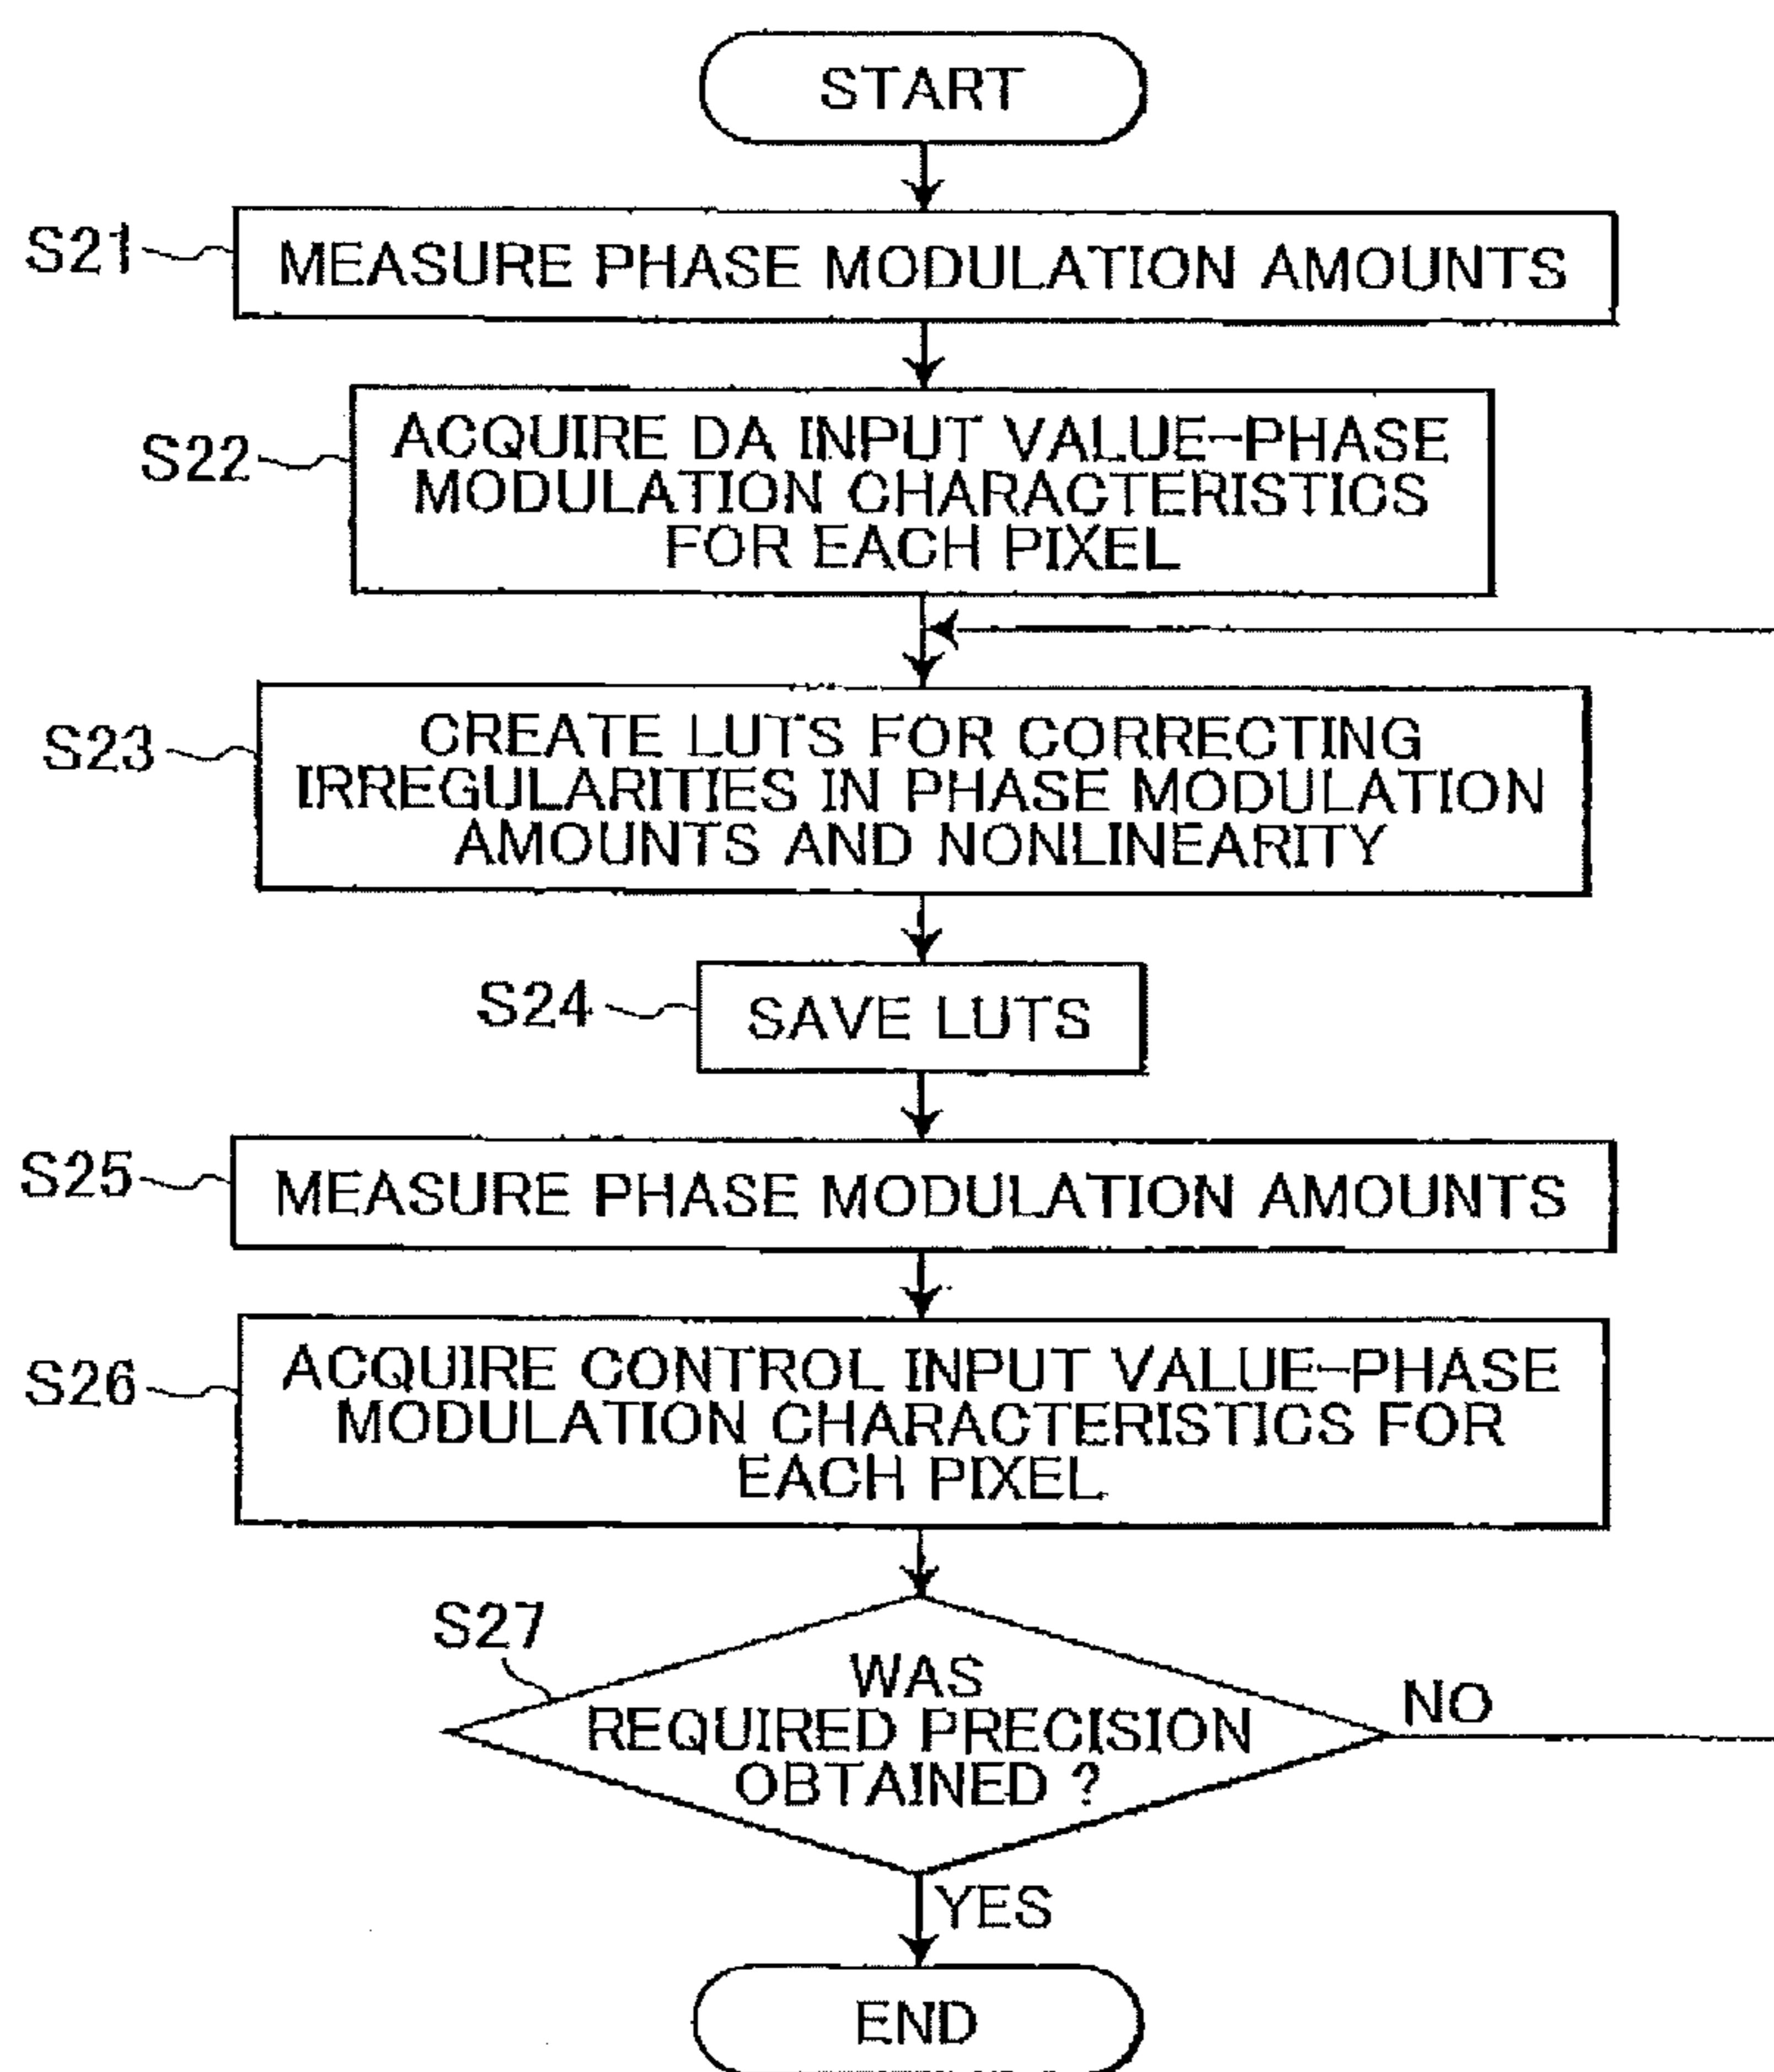 START
S21
MEASURE PHASE MODULATION AMOUNTS
S22
ACQUIRE DA INPUT VALUE-PHASE
MODULATION CHARACTERISTICS
FOR EACH PIXEL
S23
CREATE LUTS FOR CORRECTING
IRREGULARITIES IN PHASE MODULATION
AMOUNTS AND NONLINEARITY
S24
SAVE LUTS
S25
MEASURE PHASE MODULATION AMOUNTS
S26
ACQUIRE CONTROL INPUT VALUE-PHASE
MODULATION CHARACTERISTICS FOR
EACH PIXEL
S27
WAS
REQUIRED PRECISION
OBTAINED ?
NO
YES
END